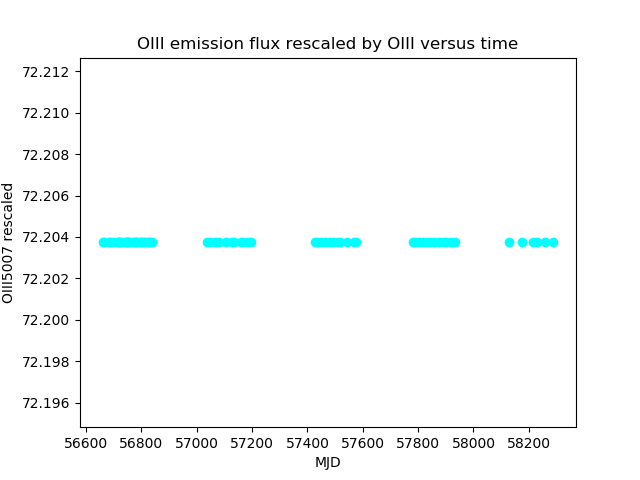 OIII emission flux rescaled by OIII versus time
72.212
72.210
72.208
72.206
72.204
72.202
72.200
72.198
72.196
OIII5007 rescaled
56600 56800 57000 57200 57400 57600 57800 58000 58200
MJD